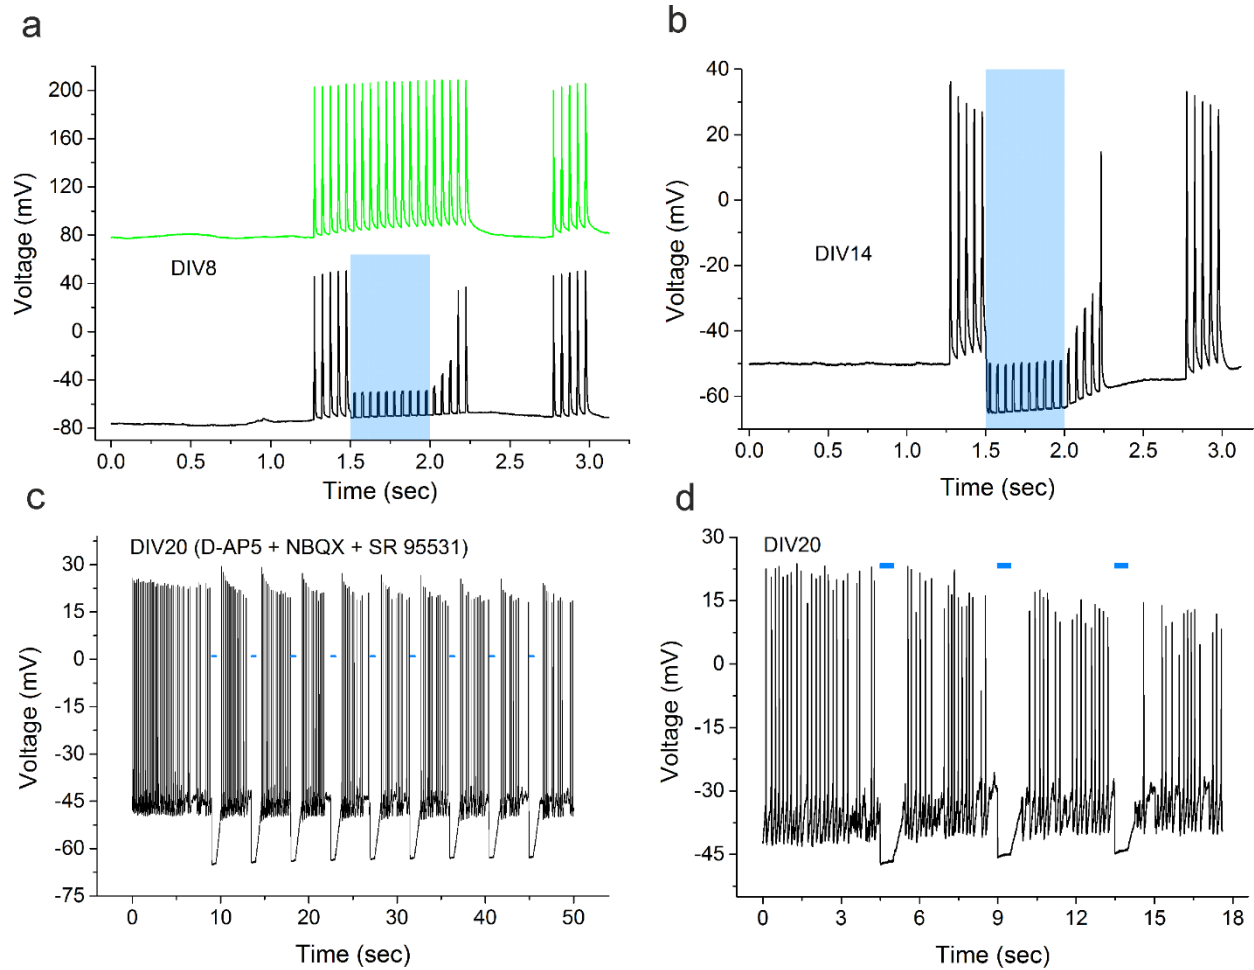 a
Voltage (mV)
200
160
120
80
40
0
-40
-80
DIV8
0.0 0.5 1.0 1.5 2.0 2.5 3.0
Time (sec)
b
Voltage (mV)
40
20
0
-20
-40
-60
DIV14
0.0 0.5 1.0 1.5 2.0 2.5 3.0
Time (sec)
c
DIV20 (D-AP5 + NBQX + SR 95531)
Voltage (mV)
30
15
0
-15
-30
-45
-60
-75
0 10 20 30 40 50
Time (sec)
d
DIV20
Voltage (mV)
30
15
0
-15
-30
-45
0 3 6 9 12 15 18
Time (sec)